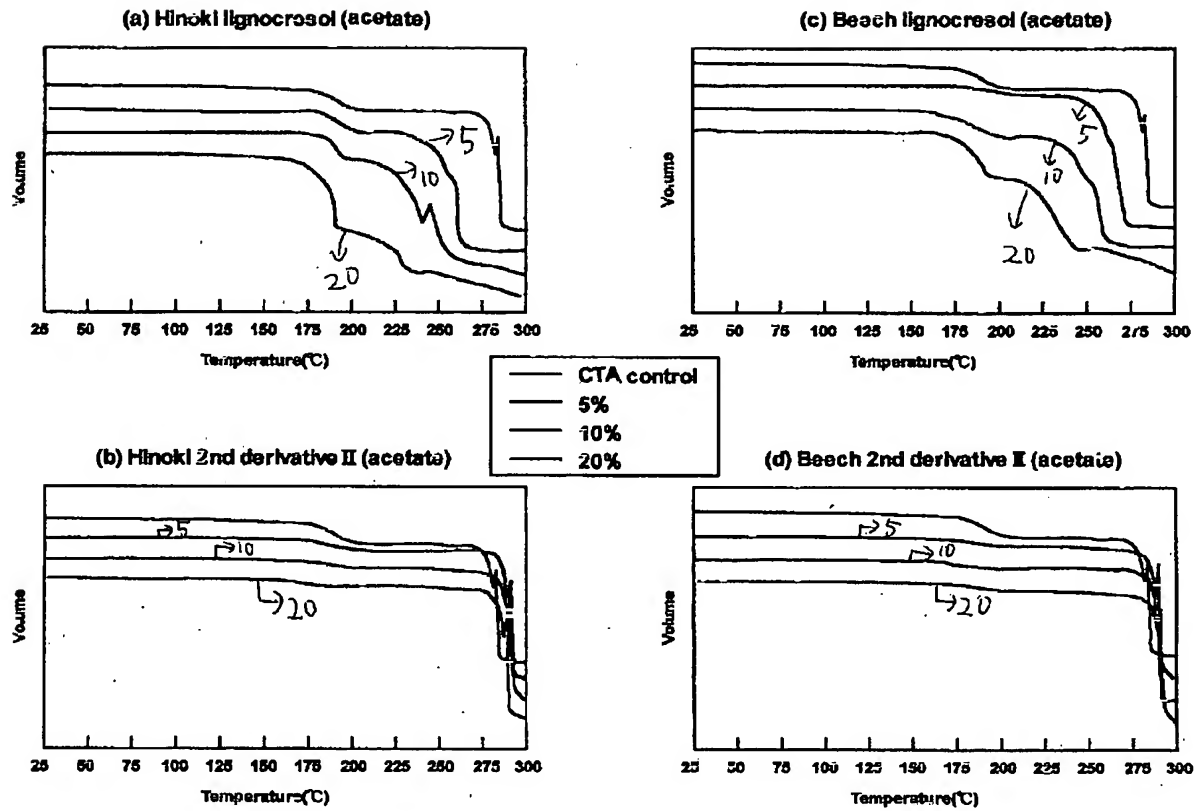 (a) Hinoki lignocrosol (acetate)
Volume
5
10
20
25 50 75 100 125 150 175 200 225 250 275 300
Temperature(℃)
(c) Beech lignocresol (acetate)
Volume
5
10
20
25 50 75 100 125 150 175 200 225 250 275 300
Temperature(℃)
CTA control
5%
10%
20%
(b) Hinoki 2nd derivative II (acetate)
Volume
5
10
20
25 50 75 100 125 150 175 200 225 250 275 300
Temperature(℃)
(d) Beech 2nd derivative II (acetate)
Volume
5
10
20
25 50 75 100 125 150 175 200 225 250 275 300
Temperature(℃)